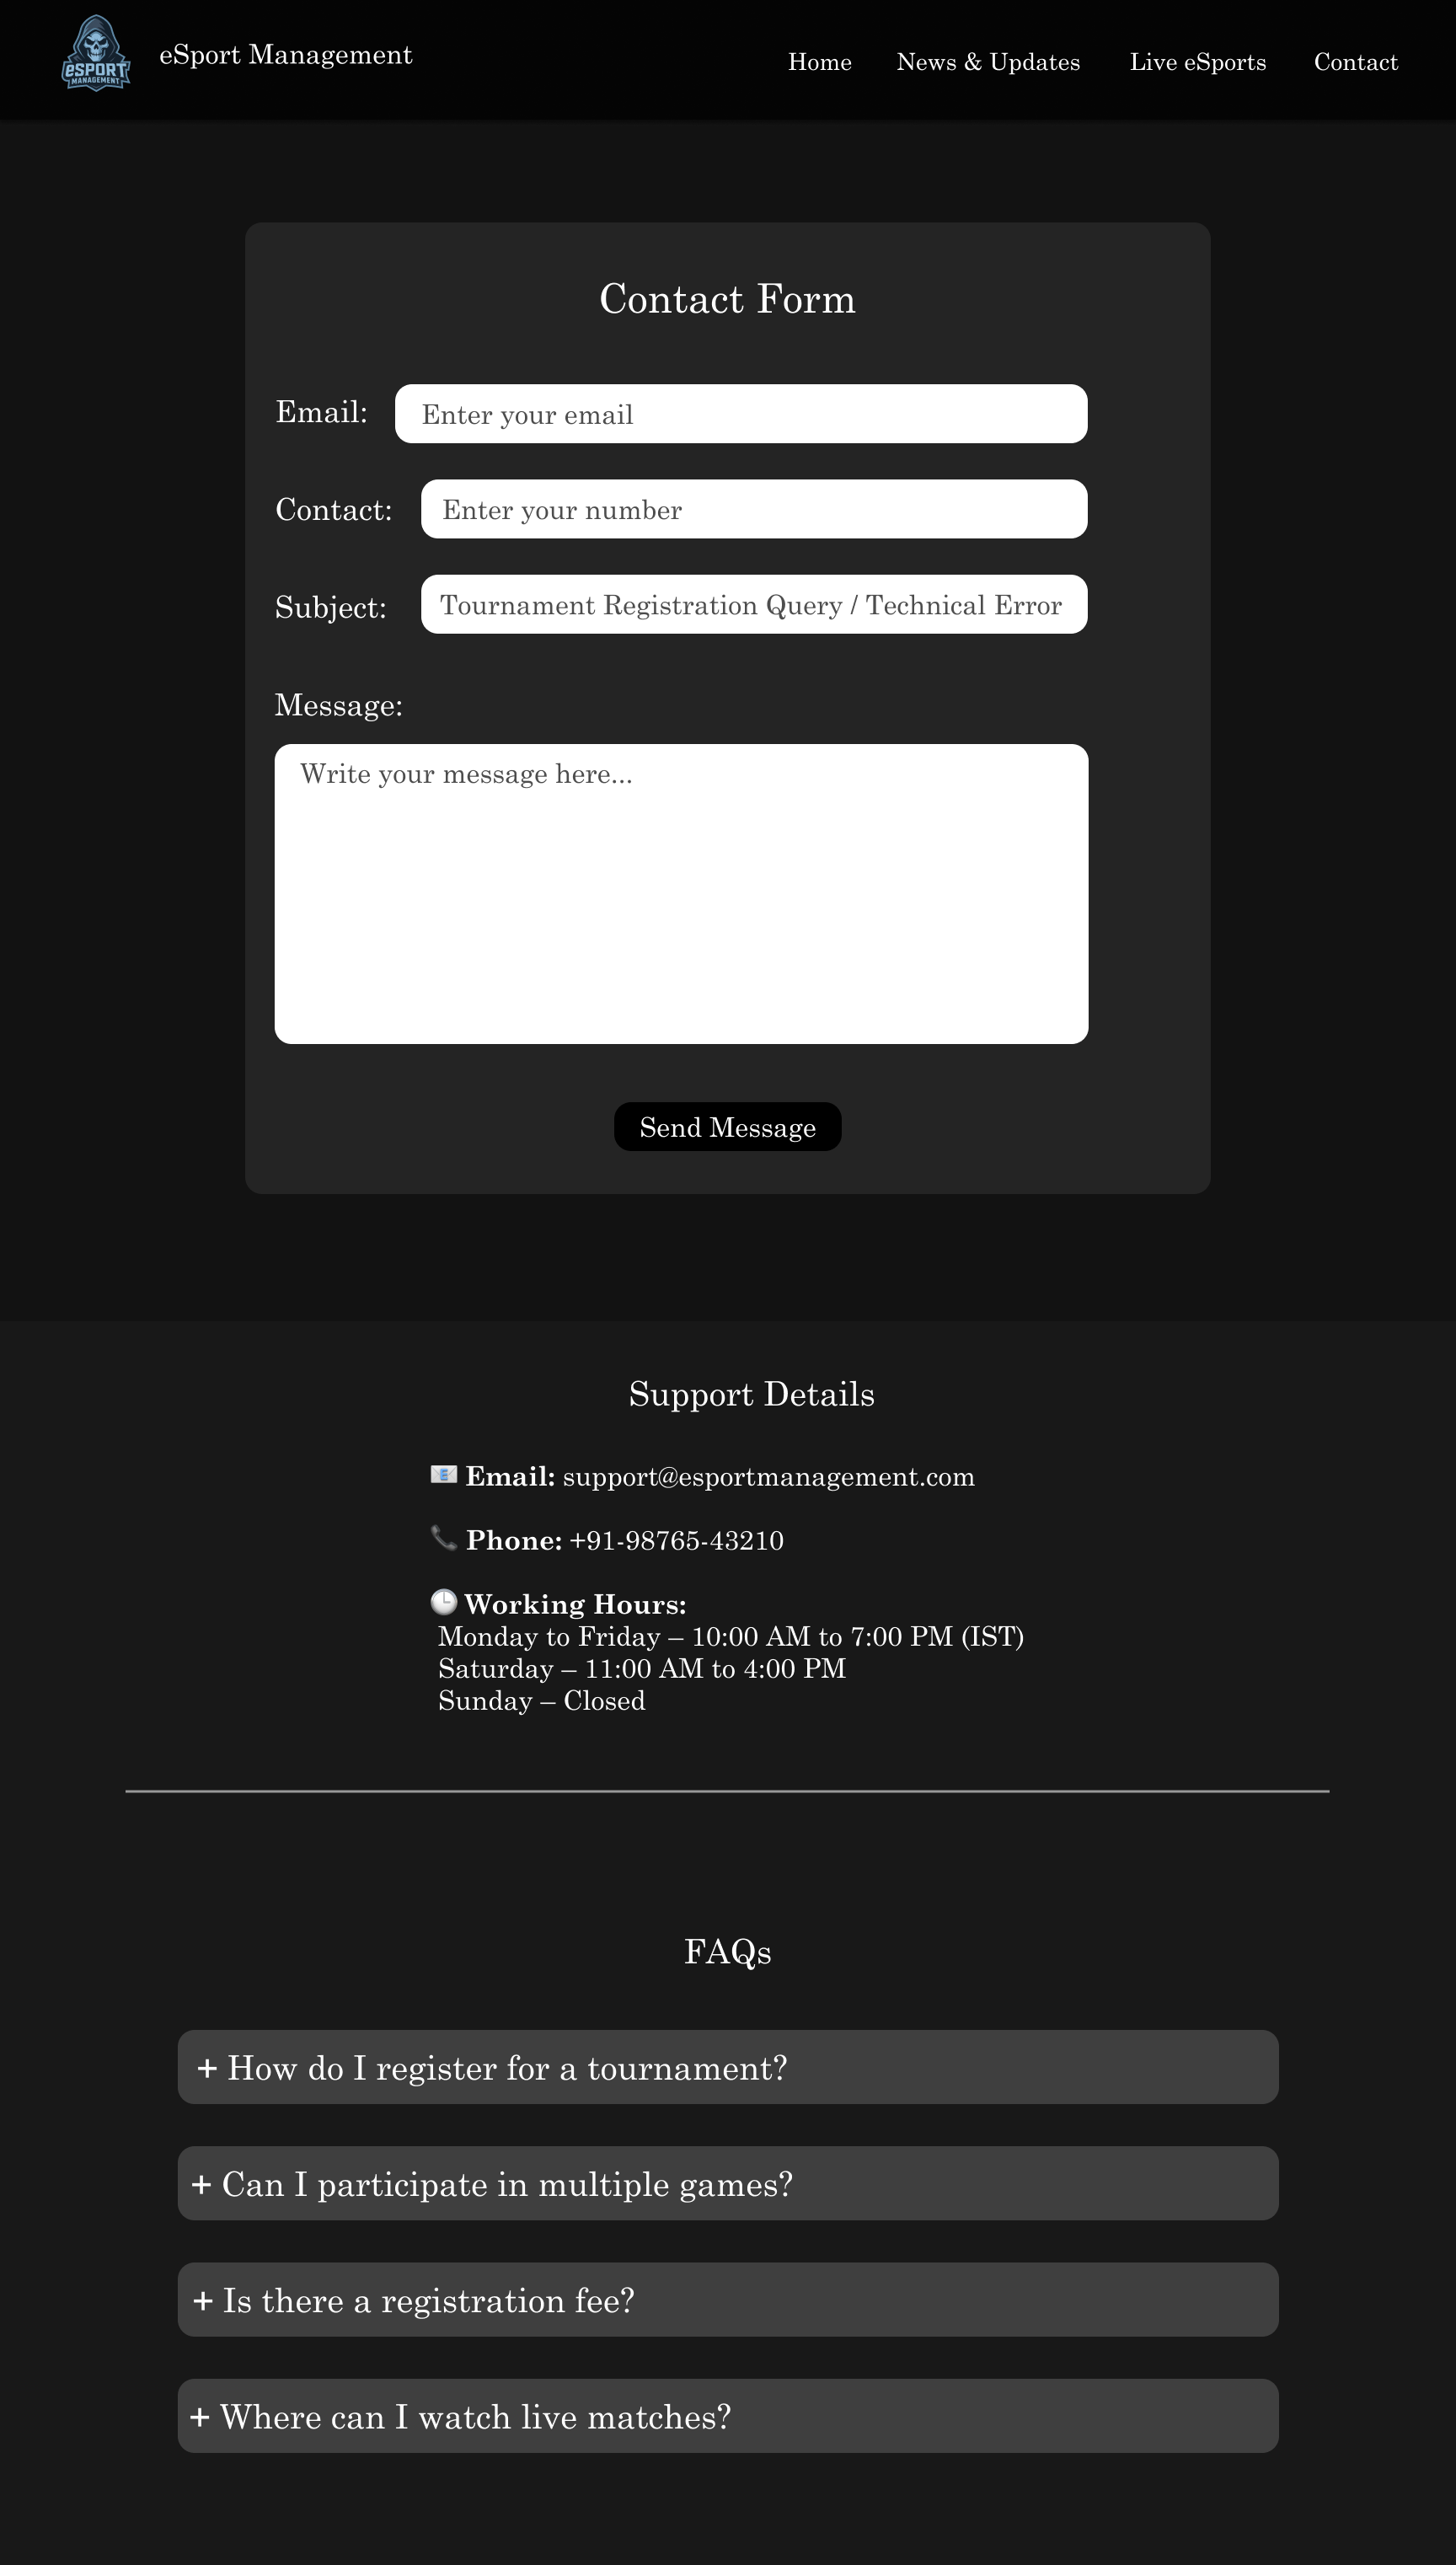 eSPORT
MANAGEMENT
eSport Management
Home
News & Updates
Live eSports
Contact
Contact Form
Email:
Enter your email
Contact:
Enter your number
Subject:
Tournament Registration Query / Technical Error
Message:
Write your message here...
Send Message
Support Details
📧 Email: support@esportmanagement.com
📞 Phone: +91-98765-43210
🕒 Working Hours:
Monday to Friday – 10:00 AM to 7:00 PM (IST)
Saturday – 11:00 AM to 4:00 PM
Sunday – Closed
FAQs
+ How do I register for a tournament?
+ Can I participate in multiple games?
+ Is there a registration fee?
+ Where can I watch live matches?